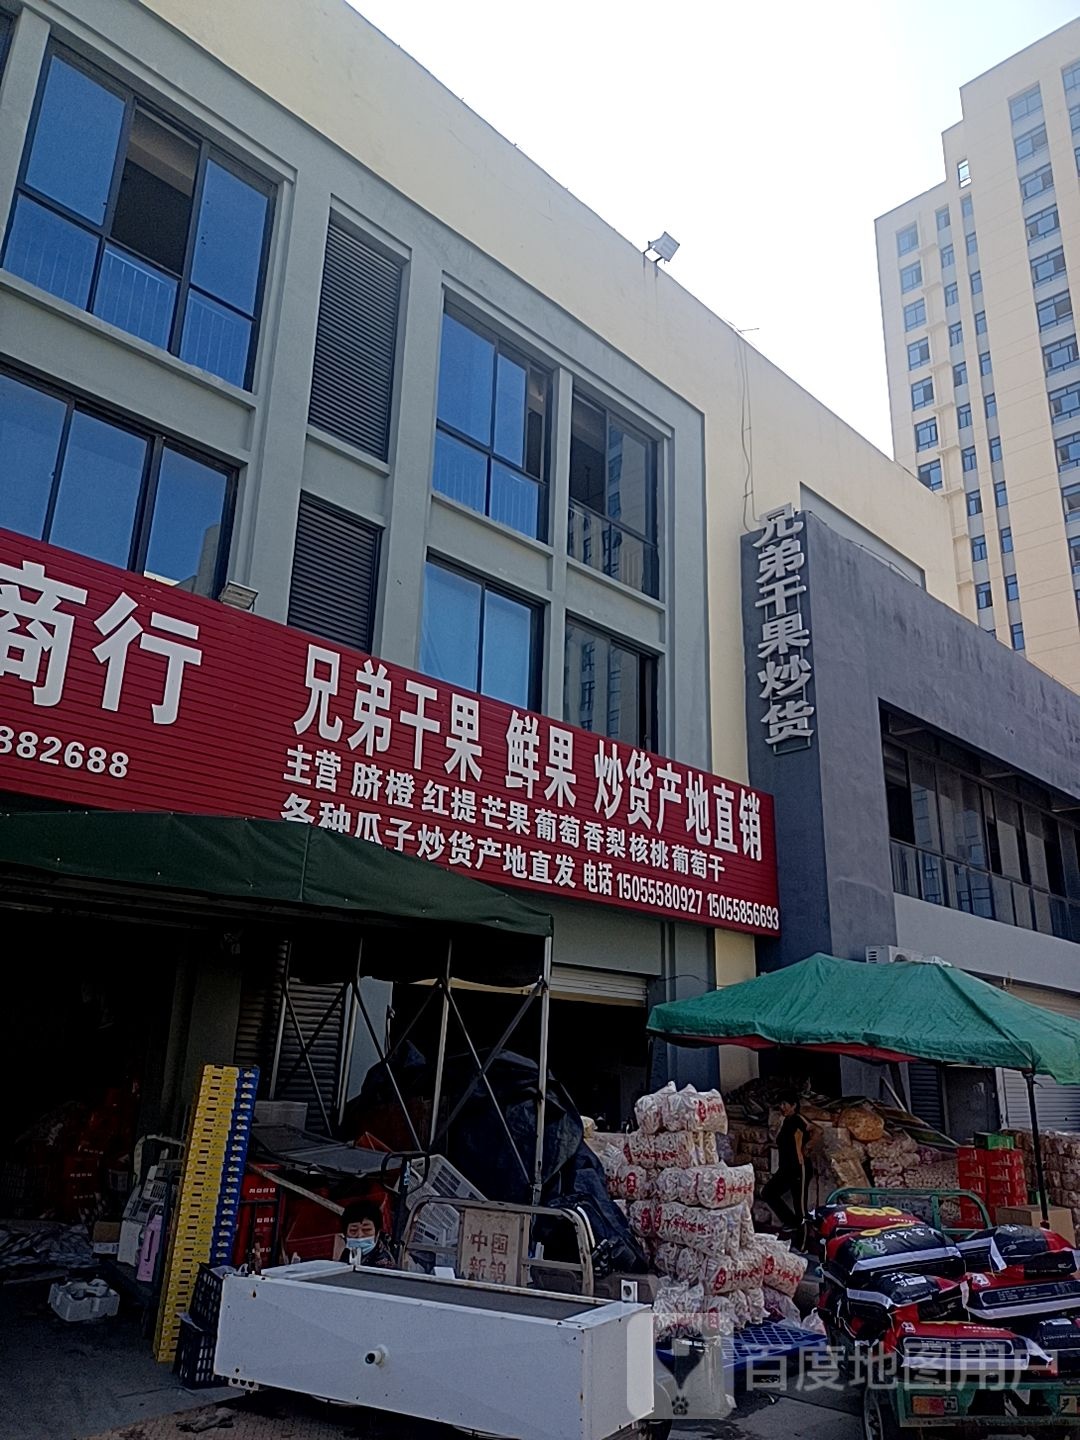 商行
882688
兄弟干果 鲜果 炒货产地直销
主营 脐橙 红提 芒果 葡萄 香梨 核桃 葡萄干
各种瓜子炒货产地直发 电话 15055580927 15055856693
兄弟干果炒货
中国
新鸽
百度地图用户